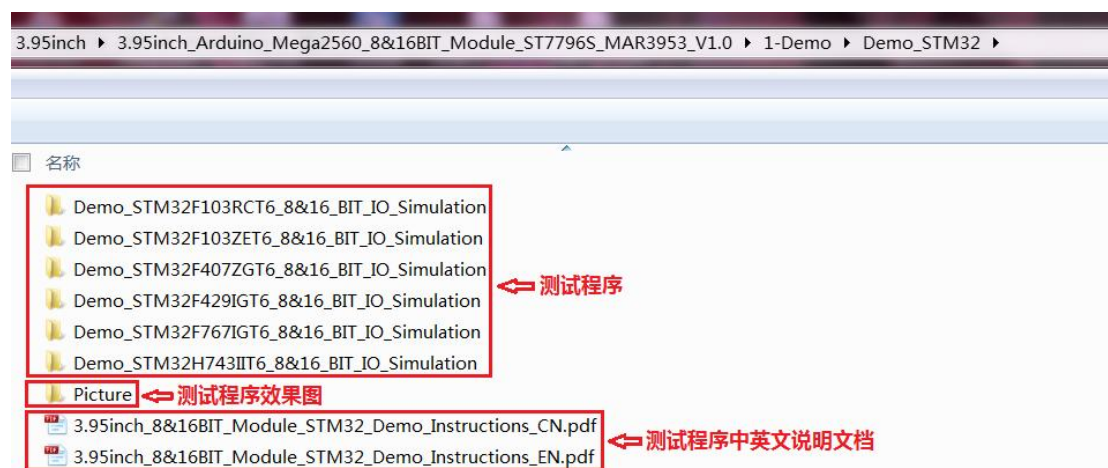 3.95inch ▸ 3.95inch_Arduino_Mega2560_8&16BIT_Module_ST7796S_MAR3953_V1.0 ▸ 1-Demo ▸ Demo_STM32 ▸
名称
Demo_STM32F103RCT6_8&16_BIT_IO_Simulation
Demo_STM32F103ZET6_8&16_BIT_IO_Simulation
Demo_STM32F407ZGT6_8&16_BIT_IO_Simulation
Demo_STM32F429IGT6_8&16_BIT_IO_Simulation
测试程序
Demo_STM32F767IGT6_8&16_BIT_IO_Simulation
Demo_STM32H743IIT6_8&16_BIT_IO_Simulation
Picture 测试程序效果图
3.95inch_8&16BIT_Module_STM32_Demo_Instructions_CN.pdf
测试程序中英文说明文档
3.95inch_8&16BIT_Module_STM32_Demo_Instructions_EN.pdf